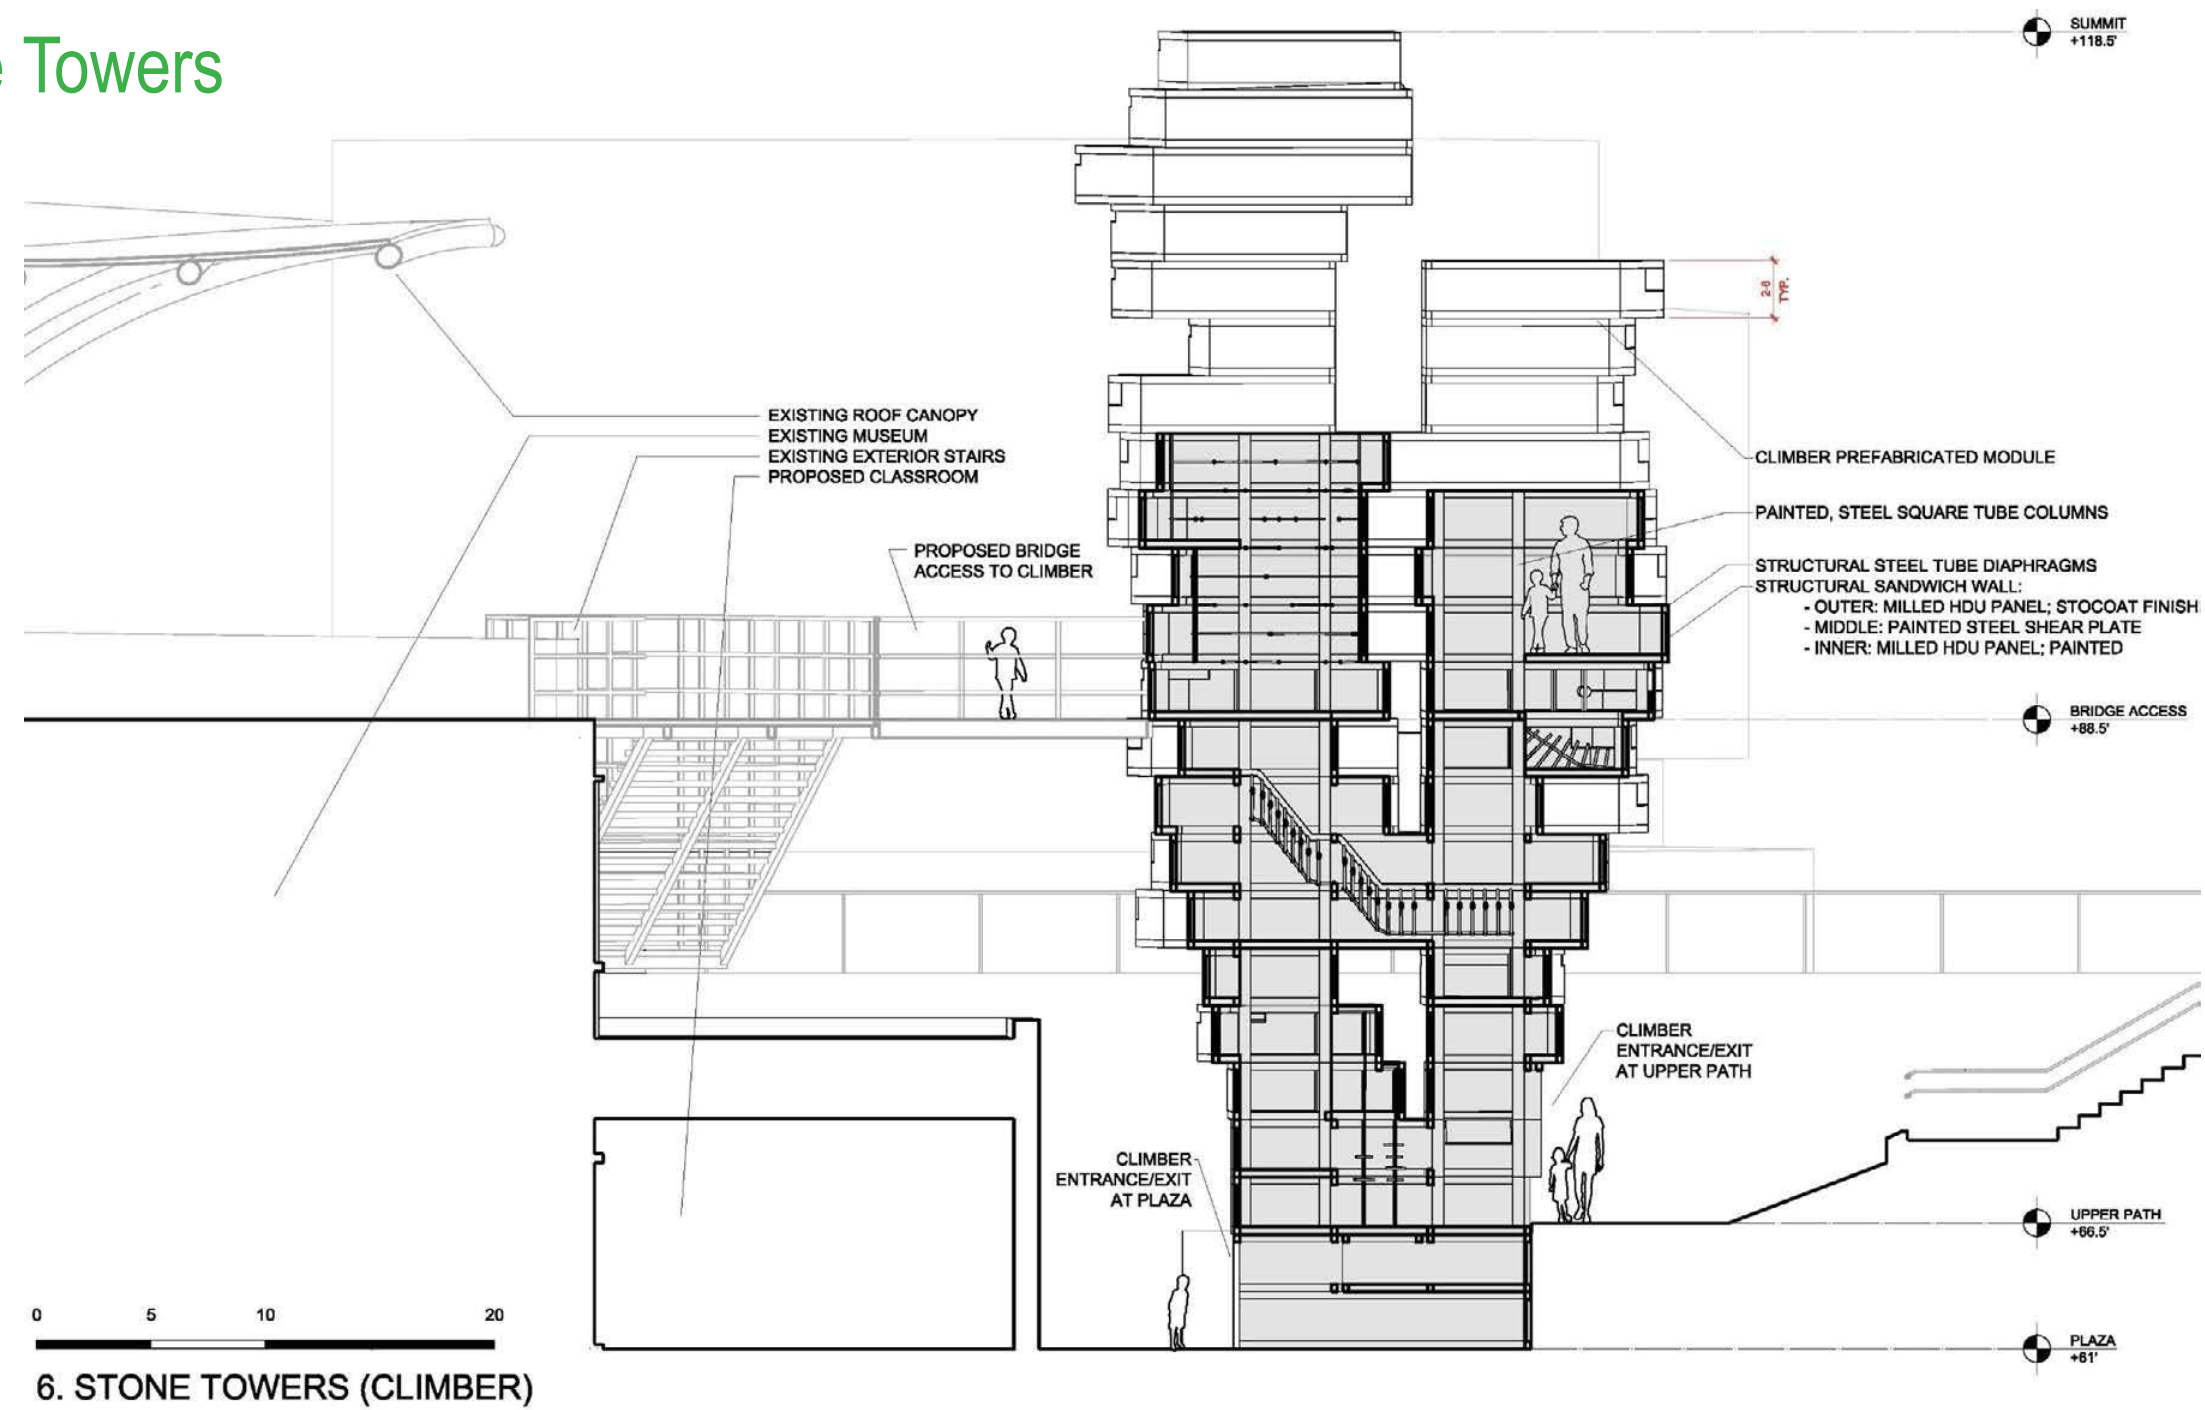 e Towers
SUMMIT
+118.5'
2-6
TYP.
EXISTING ROOF CANOPY
EXISTING MUSEUM
EXISTING EXTERIOR STAIRS
PROPOSED CLASSROOM
PROPOSED BRIDGE
ACCESS TO CLIMBER
CLIMBER PREFABRICATED MODULE
PAINTED, STEEL SQUARE TUBE COLUMNS
STRUCTURAL STEEL TUBE DIAPHRAGMS
STRUCTURAL SANDWICH WALL:
- OUTER: MILLED HDU PANEL; STOCOAT FINISH
- MIDDLE: PAINTED STEEL SHEAR PLATE
- INNER: MILLED HDU PANEL; PAINTED
BRIDGE ACCESS
+88.5'
CLIMBER
ENTRANCE/EXIT
AT UPPER PATH
CLIMBER
ENTRANCE/EXIT
AT PLAZA
UPPER PATH
+66.5'
PLAZA
+61'
0 5 10 20
6. STONE TOWERS (CLIMBER)